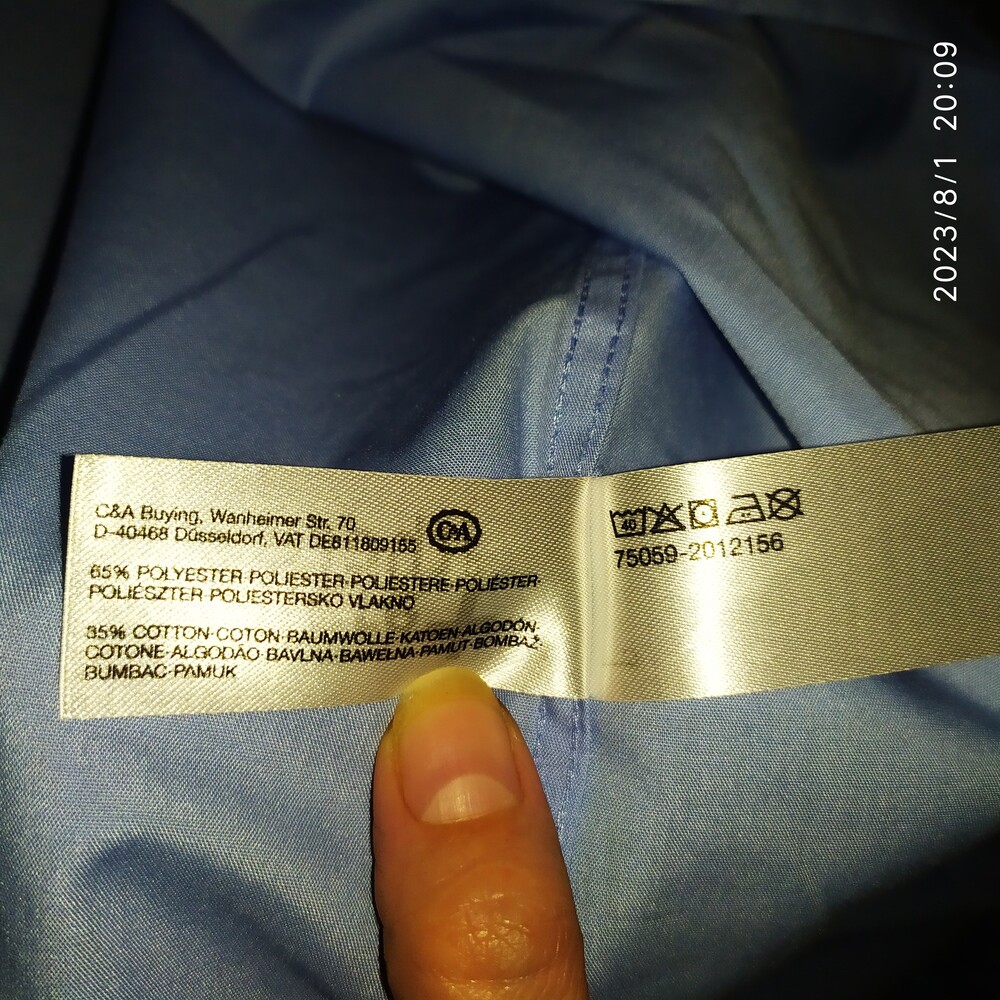 2023/8/1 20:09
C&A Buying, Wanheimer Str. 70
D-40468 Düsseldorf, VAT DE811809155
C&A
65% POLYESTER·POLIESTER·POLIESTERE·POLIÉSTER·
POLIÉSZTER·POLIESTERSKO VLAKNO
35% COTTON·COTON·BAUMWOLLE·KATOEN·ALGODÓN·
COTONE·ALGODÃO·BAVLNA·BAWEŁNA·PAMUT·BOMBAŽ·
BUMBAC·PAMUK
40
75059-2012156